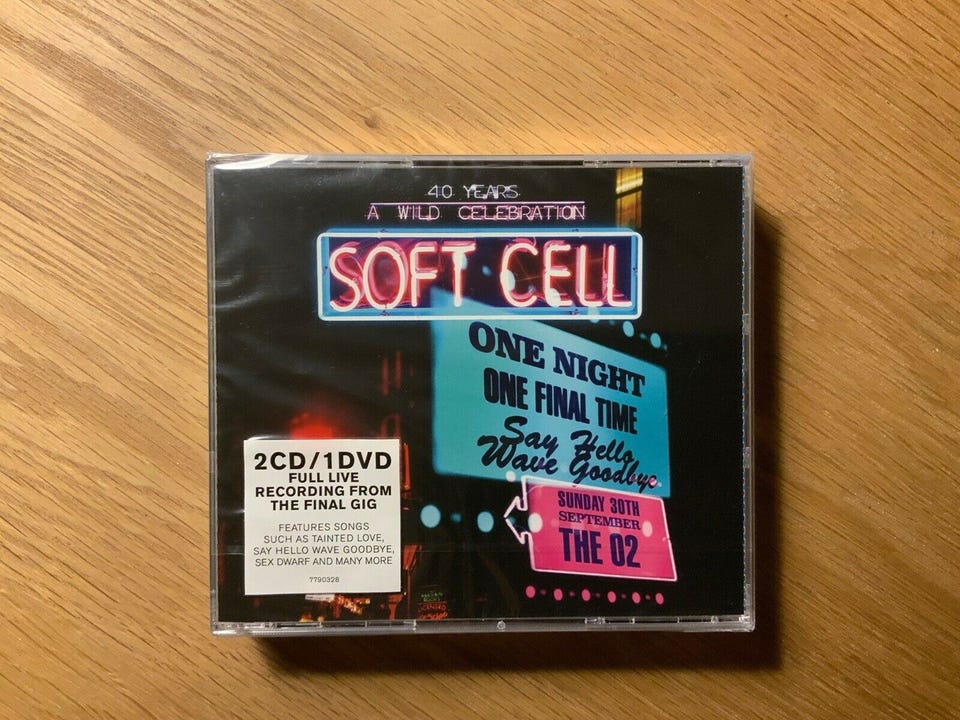 40 YEARS
A WILD CELEBRATION
SOFT CELL
ONE NIGHT
ONE FINAL TIME
Say Hello
Wave Goodbye
SUNDAY 30TH
SEPTEMBER
THE O2
2CD/1DVD
FULL LIVE
RECORDING FROM
THE FINAL GIG
FEATURES SONGS
SUCH AS TAINTED LOVE,
SAY HELLO WAVE GOODBYE,
SEX DWARF AND MANY MORE
7790328